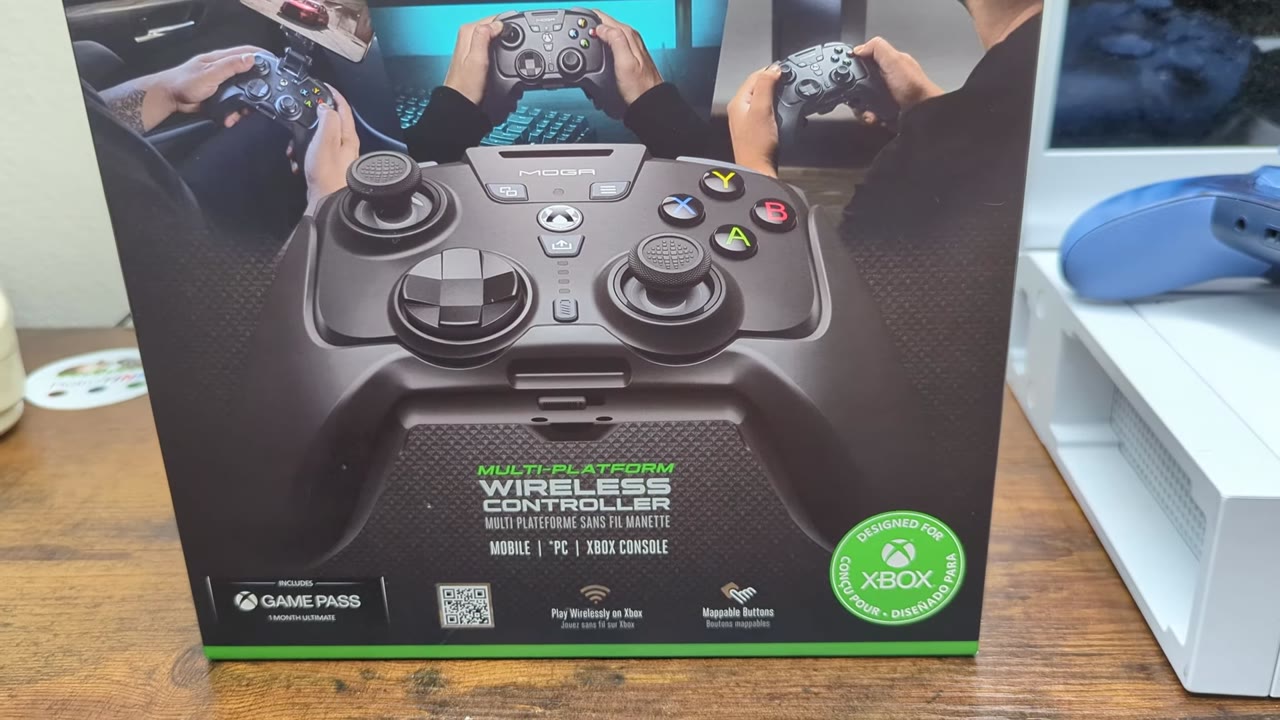 MOGA
Y
X
B
A
MULTI-PLATFORM
WIRELESS
CONTROLLER
MULTI PLATEFORME SANS FIL MANETTE
MOBILE | *PC | XBOX CONSOLE
INCLUDES
GAME PASS
1 MONTH ULTIMATE
Play Wirelessly on Xbox
Jouez sans fil sur Xbox
Mappable Buttons
Boutons mappables
DESIGNED FOR
XBOX
CONÇU POUR • DISEÑADO PARA